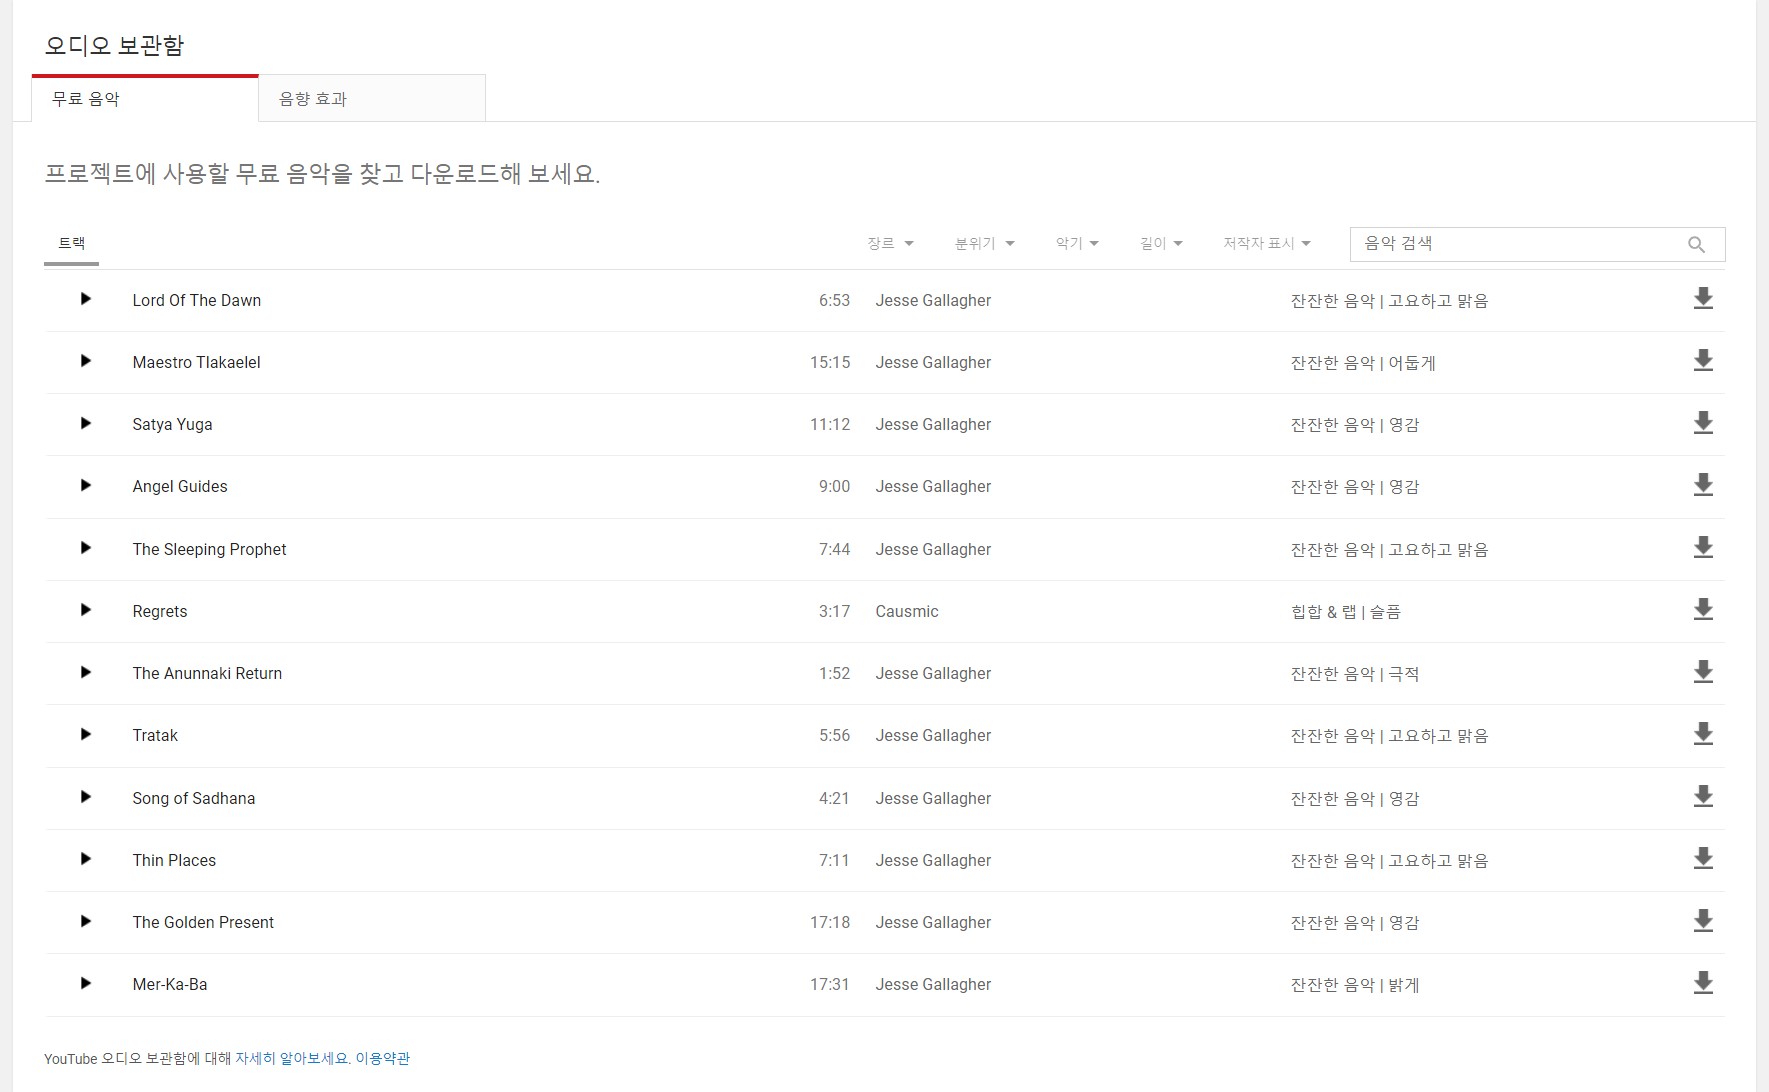 오디오 보관함
무료 음악 음향 효과
프로젝트에 사용할 무료 음악을 찾고 다운로드해 보세요.
트랙 장르 분위기 악기 길이 저작자 표시 음악 검색
Lord Of The Dawn 6:53 Jesse Gallagher 잔잔한 음악 | 고요하고 맑음
Maestro Tlakaelel 15:15 Jesse Gallagher 잔잔한 음악 | 어둡게
Satya Yuga 11:12 Jesse Gallagher 잔잔한 음악 | 영감
Angel Guides 9:00 Jesse Gallagher 잔잔한 음악 | 영감
The Sleeping Prophet 7:44 Jesse Gallagher 잔잔한 음악 | 고요하고 맑음
Regrets 3:17 Causmic 힙합 & 랩 | 슬픔
The Anunnaki Return 1:52 Jesse Gallagher 잔잔한 음악 | 극적
Tratak 5:56 Jesse Gallagher 잔잔한 음악 | 고요하고 맑음
Song of Sadhana 4:21 Jesse Gallagher 잔잔한 음악 | 영감
Thin Places 7:11 Jesse Gallagher 잔잔한 음악 | 고요하고 맑음
The Golden Present 17:18 Jesse Gallagher 잔잔한 음악 | 영감
Mer-Ka-Ba 17:31 Jesse Gallagher 잔잔한 음악 | 밝게
YouTube 오디오 보관함에 대해 자세히 알아보세요. 이용약관